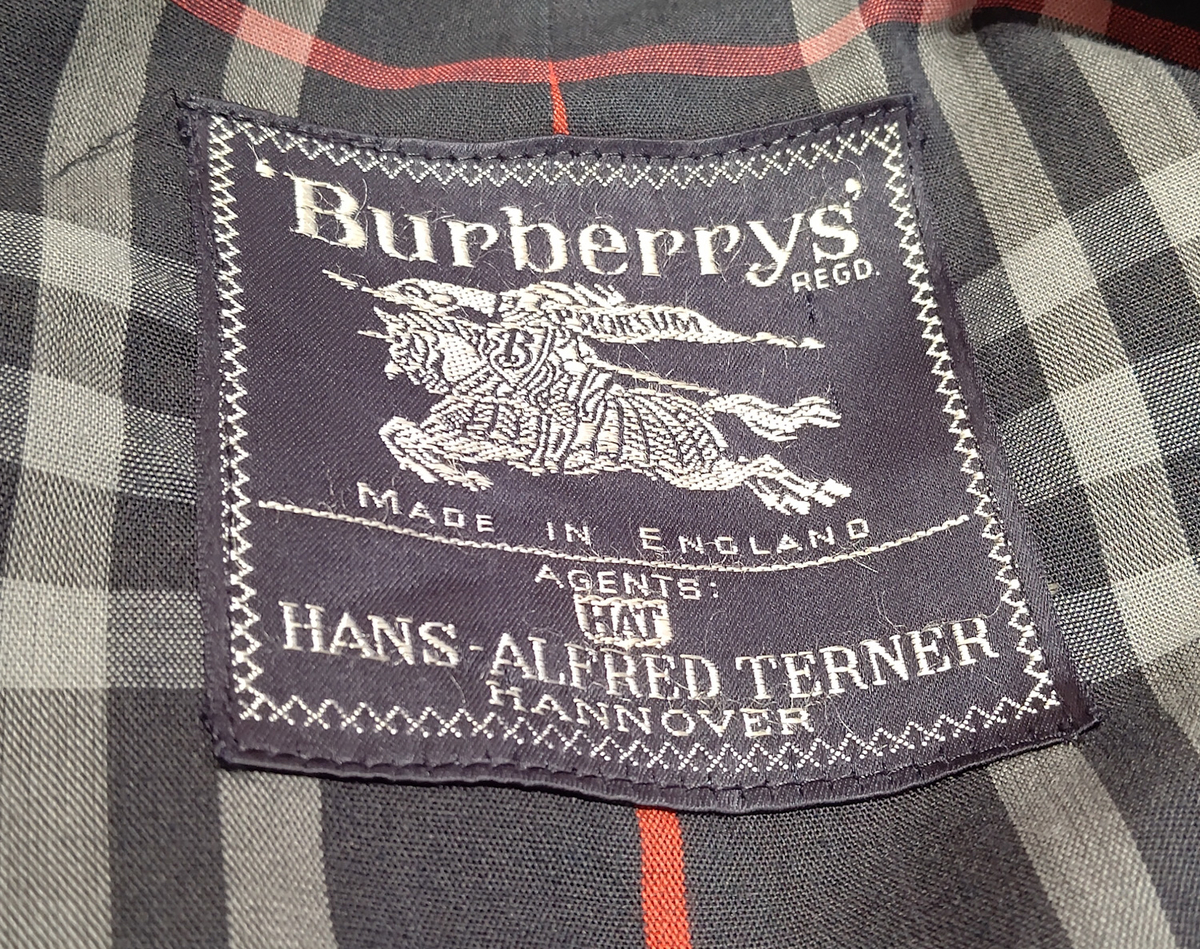 'Burberrys'
REGD.
PRORSUM
B
MADE IN ENGLAND
AGENTS:
HAT
HANS-ALFRED TERNER
HANNOVER